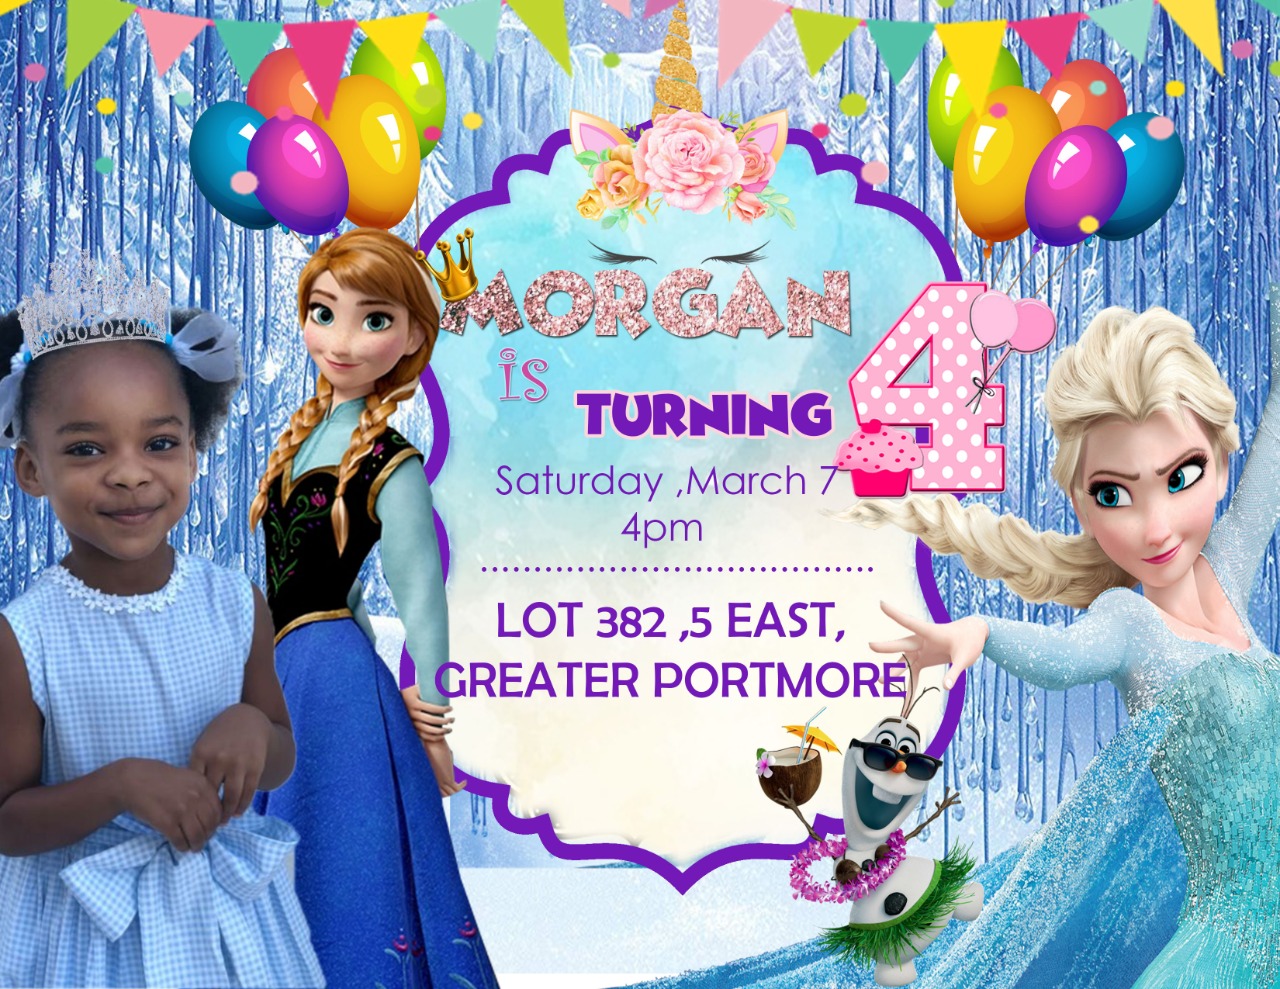 MORGAN
IS
TURNING
4
Saturday ,March 7
4pm
LOT 382 ,5 EAST,
GREATER PORTMORE